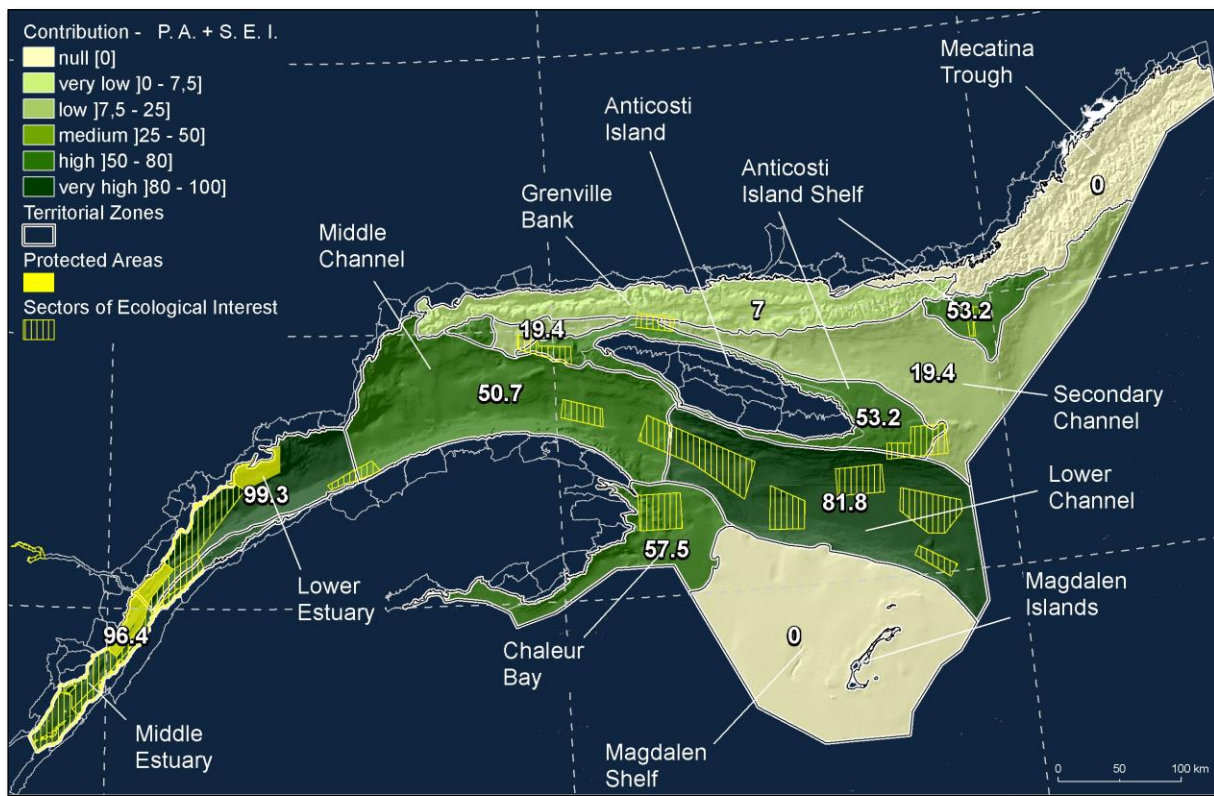 Contribution - P. A. + S. E. I.
null [0]
very low ]0 - 7,5]
low ]7,5 - 25]
medium ]25 - 50]
high ]50 - 80]
very high ]80 - 100]
Territorial Zones
Protected Areas
Sectors of Ecological Interest
Mecatina
Trough
Anticosti
Island
Anticosti
Island Shelf
Grenville
Bank
Middle
Channel
0
7
53.2
19.4
19.4
50.7
53.2
Secondary
Channel
99.3
81.8
Lower
Channel
57.5
Lower
Estuary
Magdalen
Islands
96.4
0
Chaleur
Bay
Middle
Estuary
Magdalen
Shelf
0 50 100 km